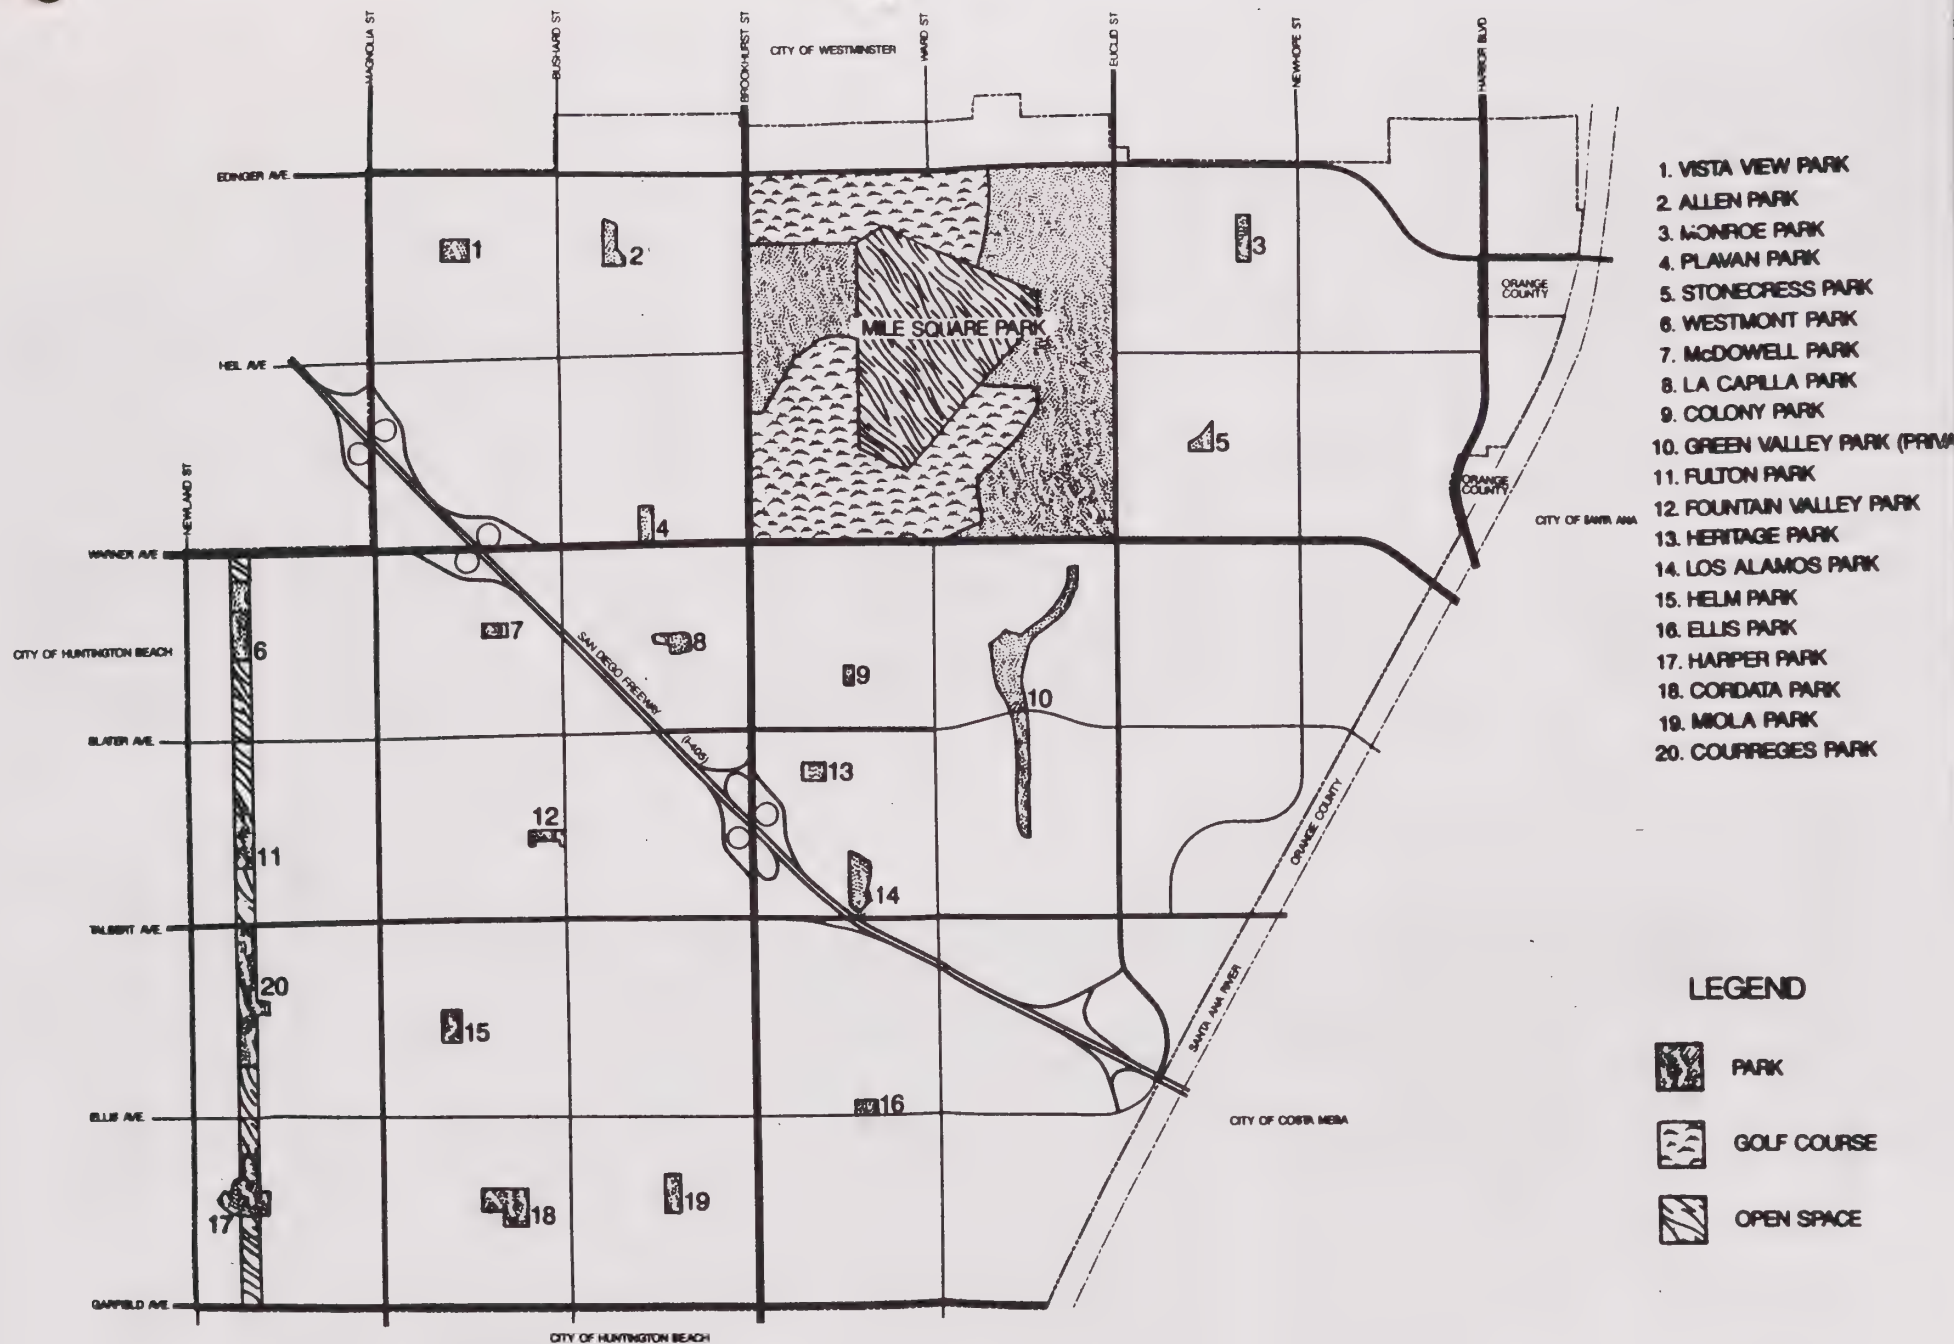 MAGNOLIA ST
BUSHARD ST
BROOKHURST ST
CITY OF WESTMINSTER
WARD ST
EUCLID ST
NEWHOPE ST
HARBOR BLVD
EDINGER AVE.
1
2
3
MILE SQUARE PARK
ORANGE
COUNTY
HEIL AVE
5
NEWLAND ST
4
ORANGE
COUNTY
CITY OF SANTA ANA
WARNER AVE
CITY OF HUNTINGTON BEACH
6
7
SAN DIEGO FREEWAY
(I-405)
8
9
10
SLATER AVE.
13
12
11
14
ORANGE COUNTY
TALBERT AVE.
20
15
SANTA ANA RIVER
ELLIS AVE.
16
CITY OF COSTA MESA
17
18
19
GARFIELD AVE.
CITY OF HUNTINGTON BEACH
1. VISTA VIEW PARK
2. ALLEN PARK
3. MONROE PARK
4. PLAVAN PARK
5. STONECRESS PARK
6. WESTMONT PARK
7. McDOWELL PARK
8. LA CAPILLA PARK
9. COLONY PARK
10. GREEN VALLEY PARK (PRIVA
11. FULTON PARK
12. FOUNTAIN VALLEY PARK
13. HERITAGE PARK
14. LOS ALAMOS PARK
15. HELM PARK
16. ELLIS PARK
17. HARPER PARK
18. CORDATA PARK
19. MIOLA PARK
20. COURREGES PARK
LEGEND
PARK
GOLF COURSE
OPEN SPACE